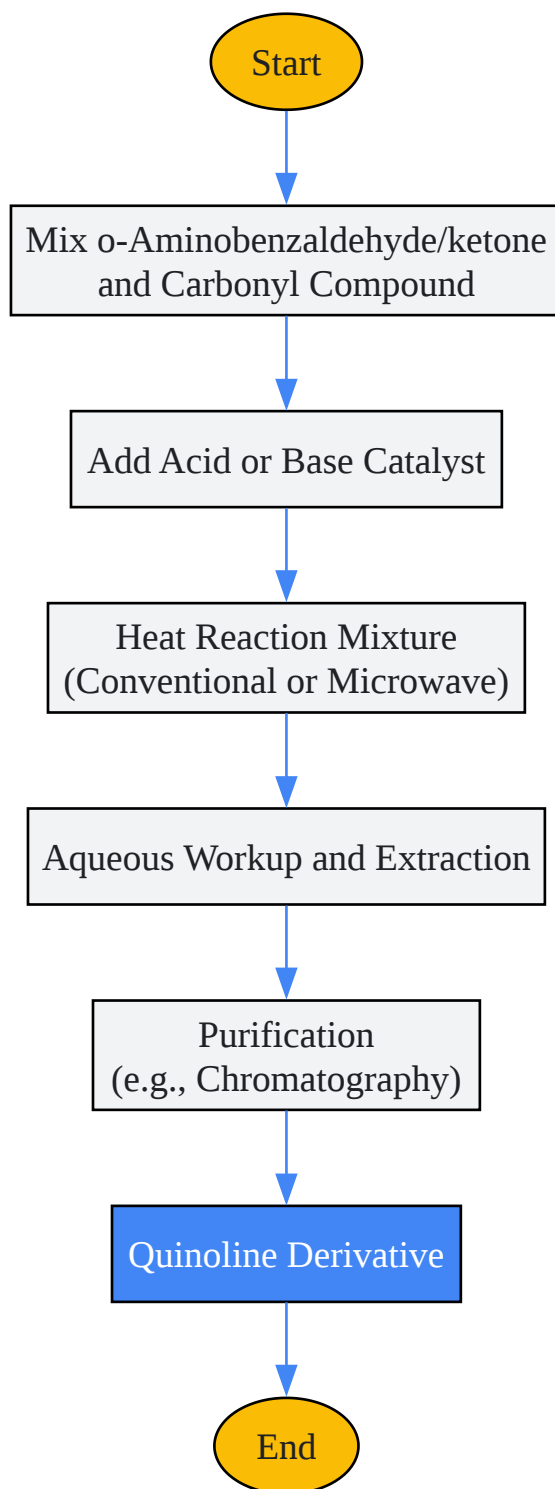 Start
Mix o-Aminobenzaldehyde/ketone
and Carbonyl Compound
Add Acid or Base Catalyst
Heat Reaction Mixture
(Conventional or Microwave)
Aqueous Workup and Extraction
Purification
(e.g., Chromatography)
Quinoline Derivative
End